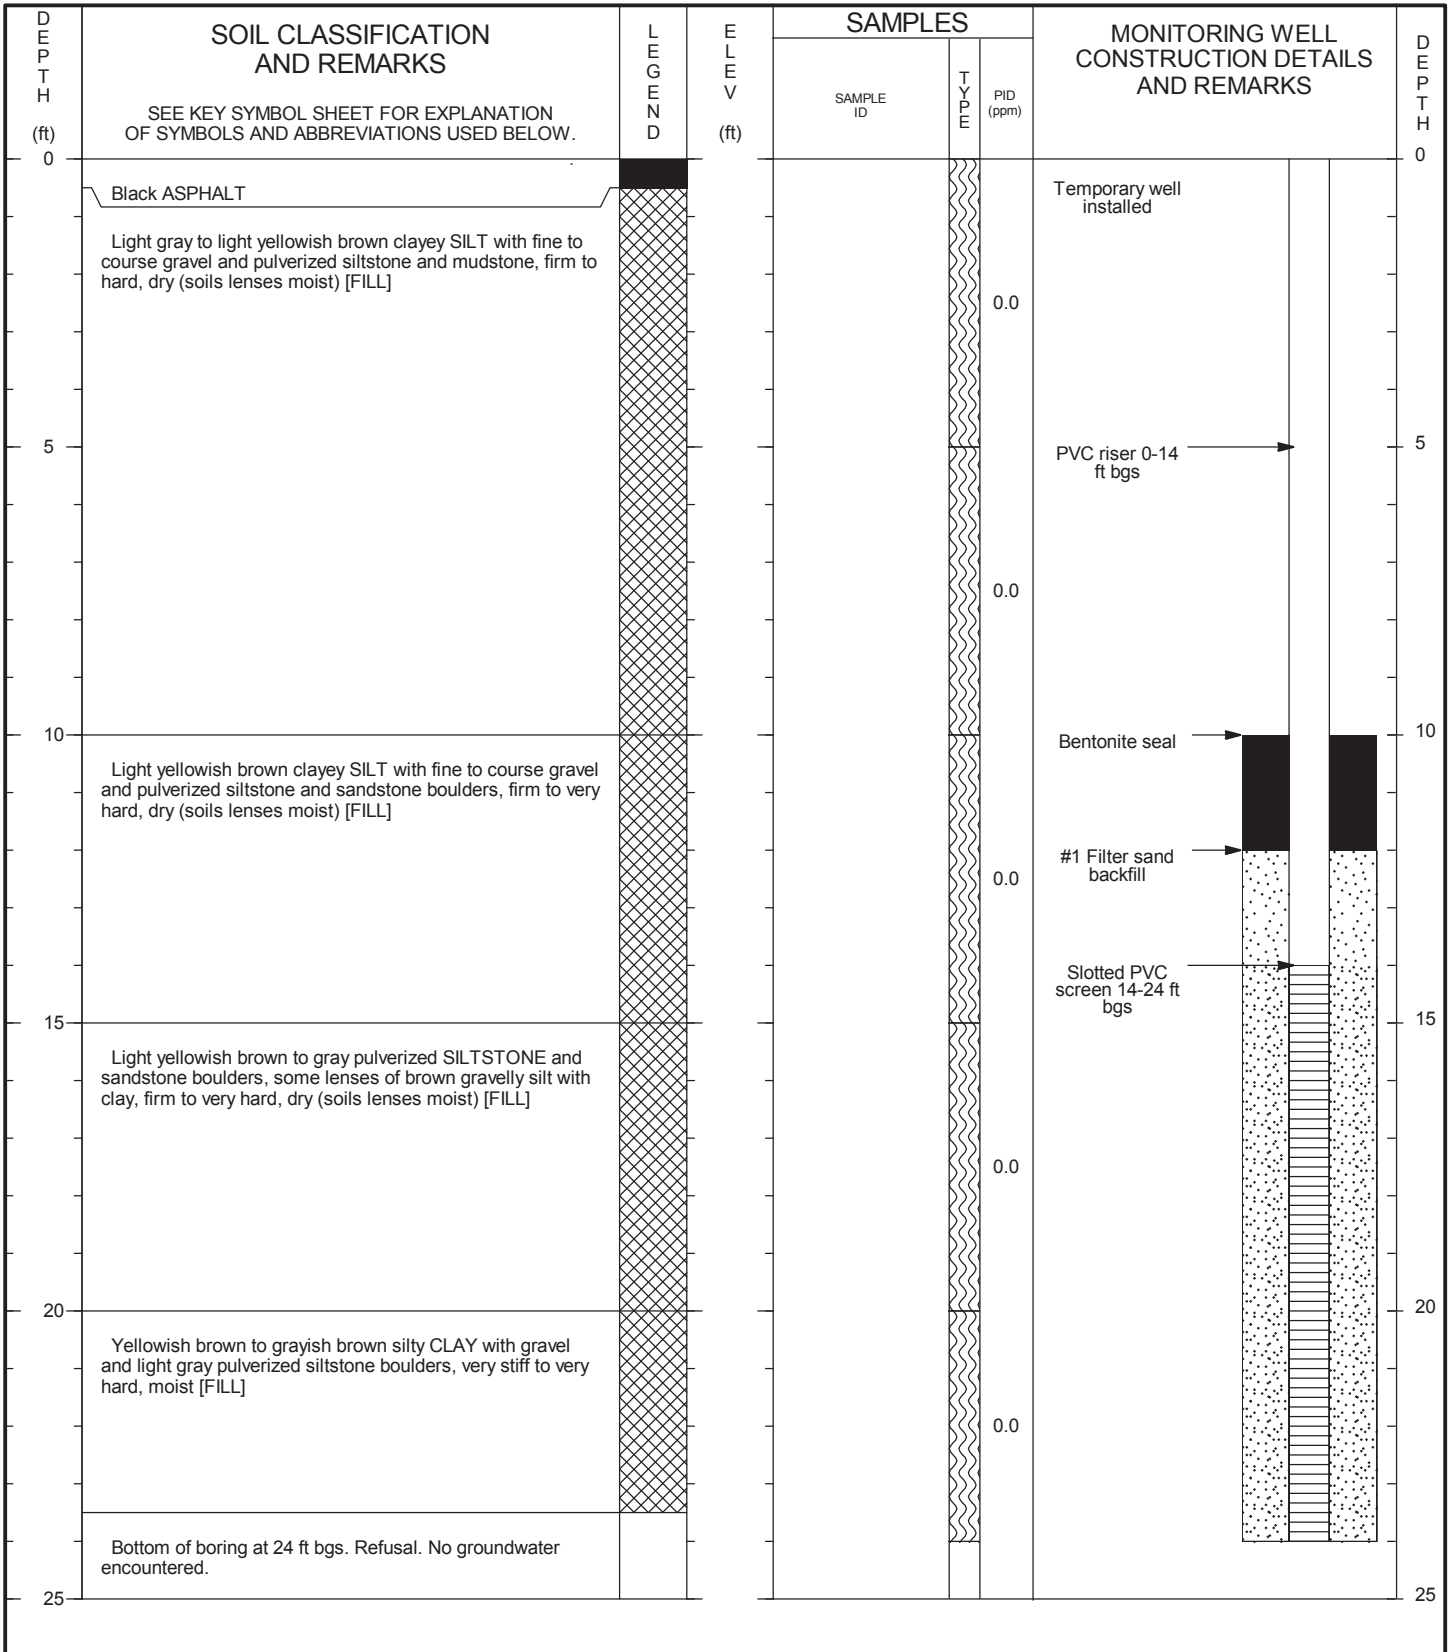 DEPTH
(ft)
SOIL CLASSIFICATION
AND REMARKS
SEE KEY SYMBOL SHEET FOR EXPLANATION
OF SYMBOLS AND ABBREVIATIONS USED BELOW.
LEGEND
ELEV
(ft)
SAMPLES
SAMPLE
ID
TYPE
PID
(ppm)
MONITORING WELL
CONSTRUCTION DETAILS
AND REMARKS
DEPTH
0
0
Black ASPHALT
Temporary well
installed
Light gray to light yellowish brown clayey SILT with fine to
course gravel and pulverized siltstone and mudstone, firm to
hard, dry (soils lenses moist) [FILL]
0.0
5
PVC riser 0-14
ft bgs
5
0.0
10
Bentonite seal
10
Light yellowish brown clayey SILT with fine to course gravel
and pulverized siltstone and sandstone boulders, firm to very
hard, dry (soils lenses moist) [FILL]
0.0
#1 Filter sand
backfill
Slotted PVC
screen 14-24 ft
bgs
15
15
Light yellowish brown to gray pulverized SILTSTONE and
sandstone boulders, some lenses of brown gravelly silt with
clay, firm to very hard, dry (soils lenses moist) [FILL]
0.0
20
20
Yellowish brown to grayish brown silty CLAY with gravel
and light gray pulverized siltstone boulders, very stiff to very
hard, moist [FILL]
0.0
Bottom of boring at 24 ft bgs. Refusal. No groundwater
encountered.
25
25